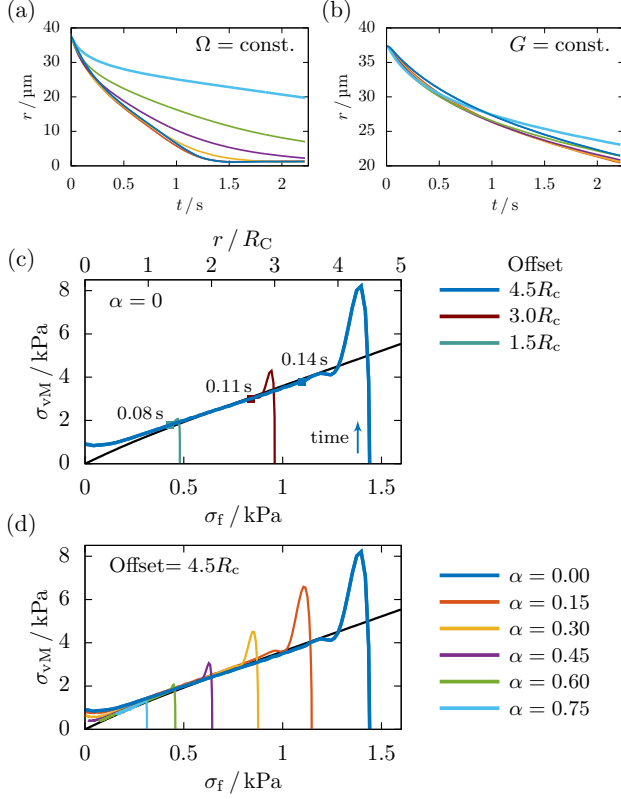 (a)
(b)
40
30
20
10
0
r / µm
Ω = const.
0
0.5
1
1.5
2
t / s
40
35
30
25
20
r / µm
G = const.
0
0.5
1
1.5
2
t / s
r / R_C
(c)
0
1
2
3
4
5
8
6
4
2
0
σ_vM / kPa
α = 0
0.08 s
0.11 s
0.14 s
time
0
0.5
1
1.5
σ_f / kPa
Offset
4.5R_c
3.0R_c
1.5R_c
(d)
8
6
4
2
0
σ_vM / kPa
Offset= 4.5R_c
0
0.5
1
1.5
σ_f / kPa
α = 0.00
α = 0.15
α = 0.30
α = 0.45
α = 0.60
α = 0.75